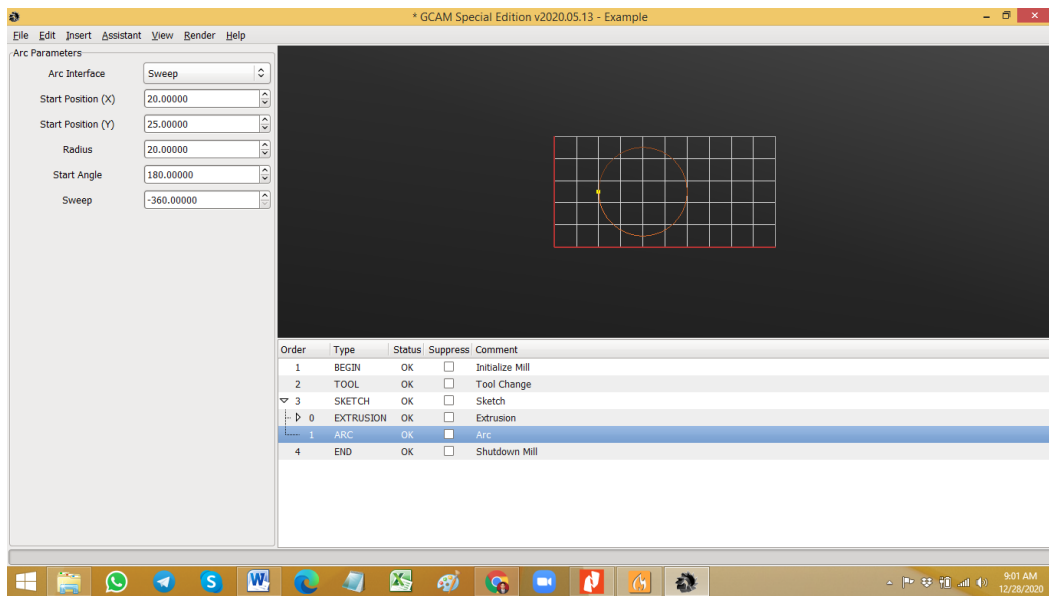 * GCAM Special Edition v2020.05.13 - Example
File Edit Insert Assistant View Render Help
Arc Parameters
Arc Interface Sweep
Start Position (X) 20.00000
Start Position (Y) 25.00000
Radius 20.00000
Start Angle 180.00000
Sweep -360.00000
Order Type Status Suppress Comment
1 BEGIN OK Initialize Mill
2 TOOL OK Tool Change
3 SKETCH OK Sketch
0 EXTRUSION OK Extrusion
1 ARC OK Arc
4 END OK Shutdown Mill
9:01 AM
12/28/2020